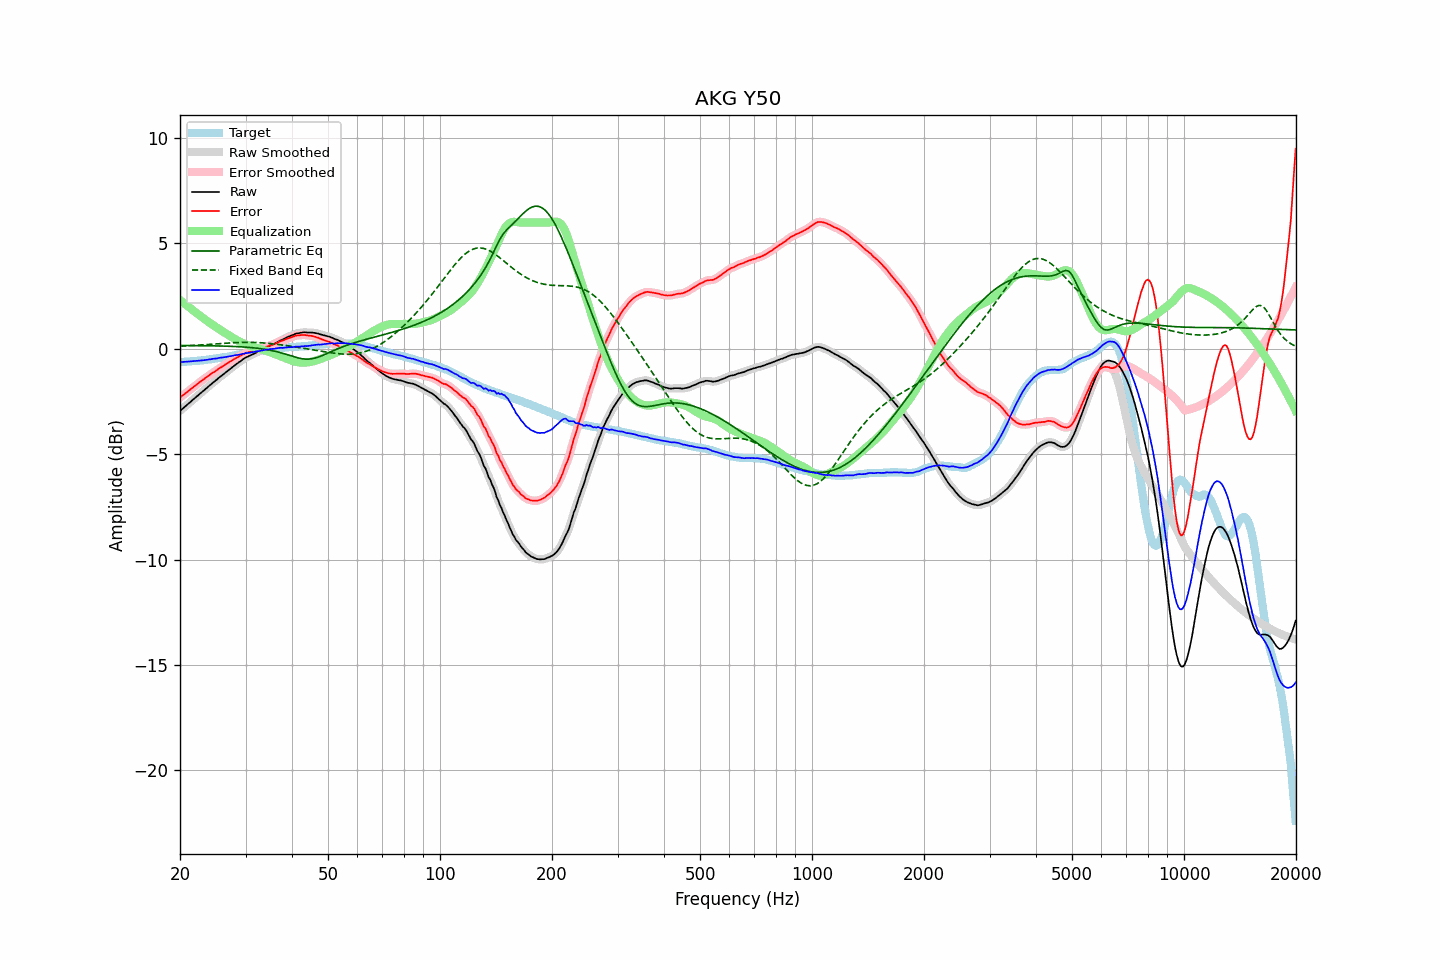 AKG Y50
Target
Raw Smoothed
Error Smoothed
Raw
Error
Equalization
Parametric Eq
Fixed Band Eq
Equalized
10
5
0
−5
−10
−15
−20
Amplitude (dBr)
20
50
100
200
500
1000
2000
5000
10000
20000
Frequency (Hz)